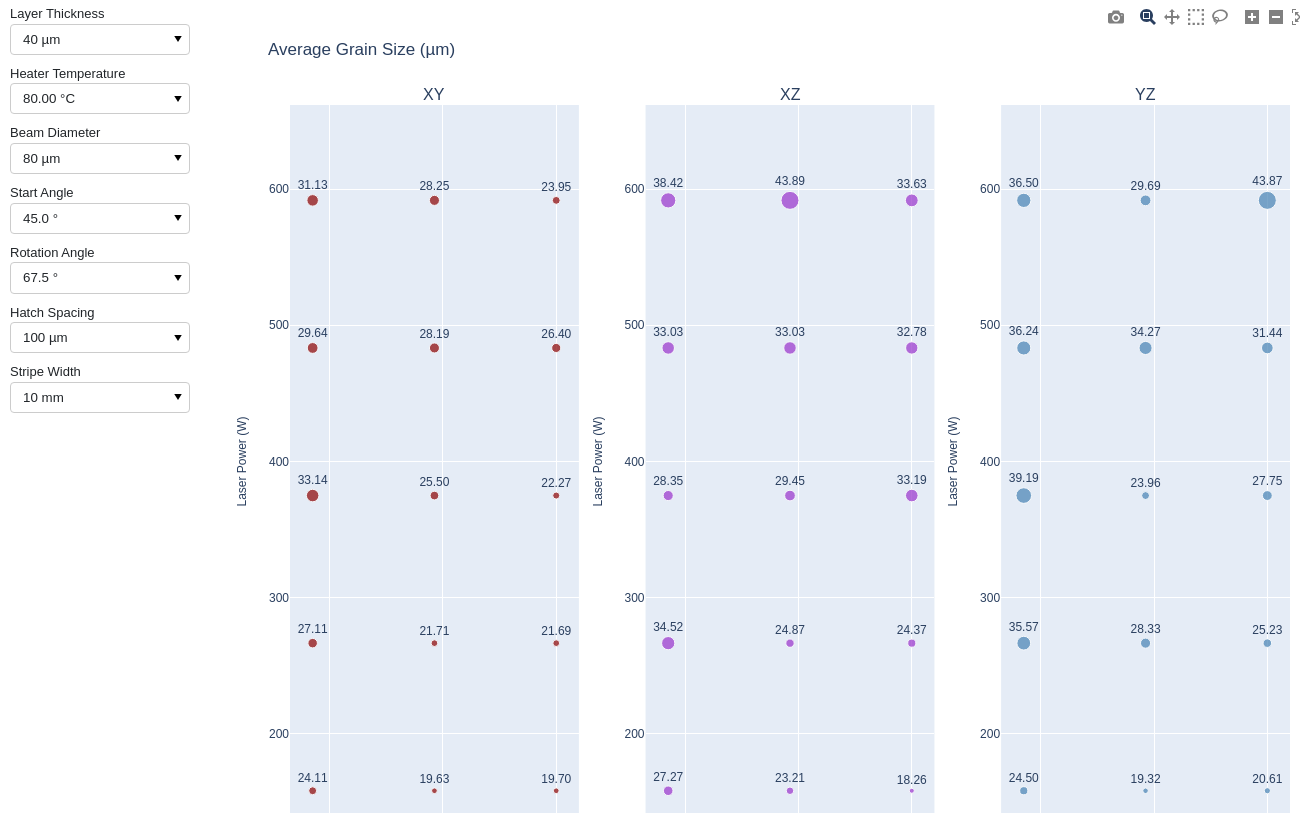 Layer Thickness
40 µm
Heater Temperature
80.00 °C
Beam Diameter
80 µm
Start Angle
45.0 °
Rotation Angle
67.5 °
Hatch Spacing
100 µm
Stripe Width
10 mm
Average Grain Size (µm)
XY
600
500
400
300
200
Laser Power (W)
31.13 28.25 23.95
29.64 28.19 26.40
33.14 25.50 22.27
27.11 21.71 21.69
24.11 19.63 19.70
XZ
600
500
400
300
200
Laser Power (W)
38.42 43.89 33.63
33.03 33.03 32.78
28.35 29.45 33.19
34.52 24.87 24.37
27.27 23.21 18.26
YZ
600
500
400
300
200
Laser Power (W)
36.50 29.69 43.87
36.24 34.27 31.44
39.19 23.96 27.75
35.57 28.33 25.23
24.50 19.32 20.61